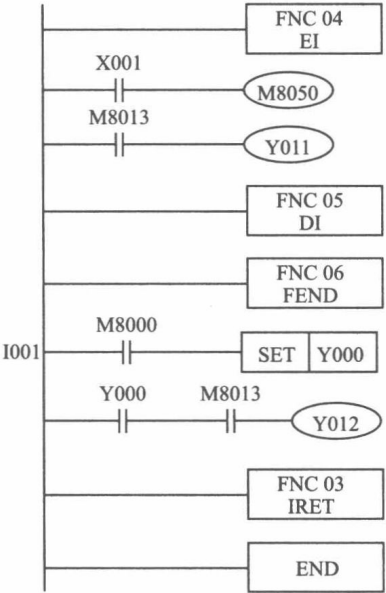 FNC 04
EI
X001
M8050
M8013
Y011
FNC 05
DI
FNC 06
FEND
M8000
I001
SET Y000
Y000 M8013
Y012
FNC 03
IRET
END